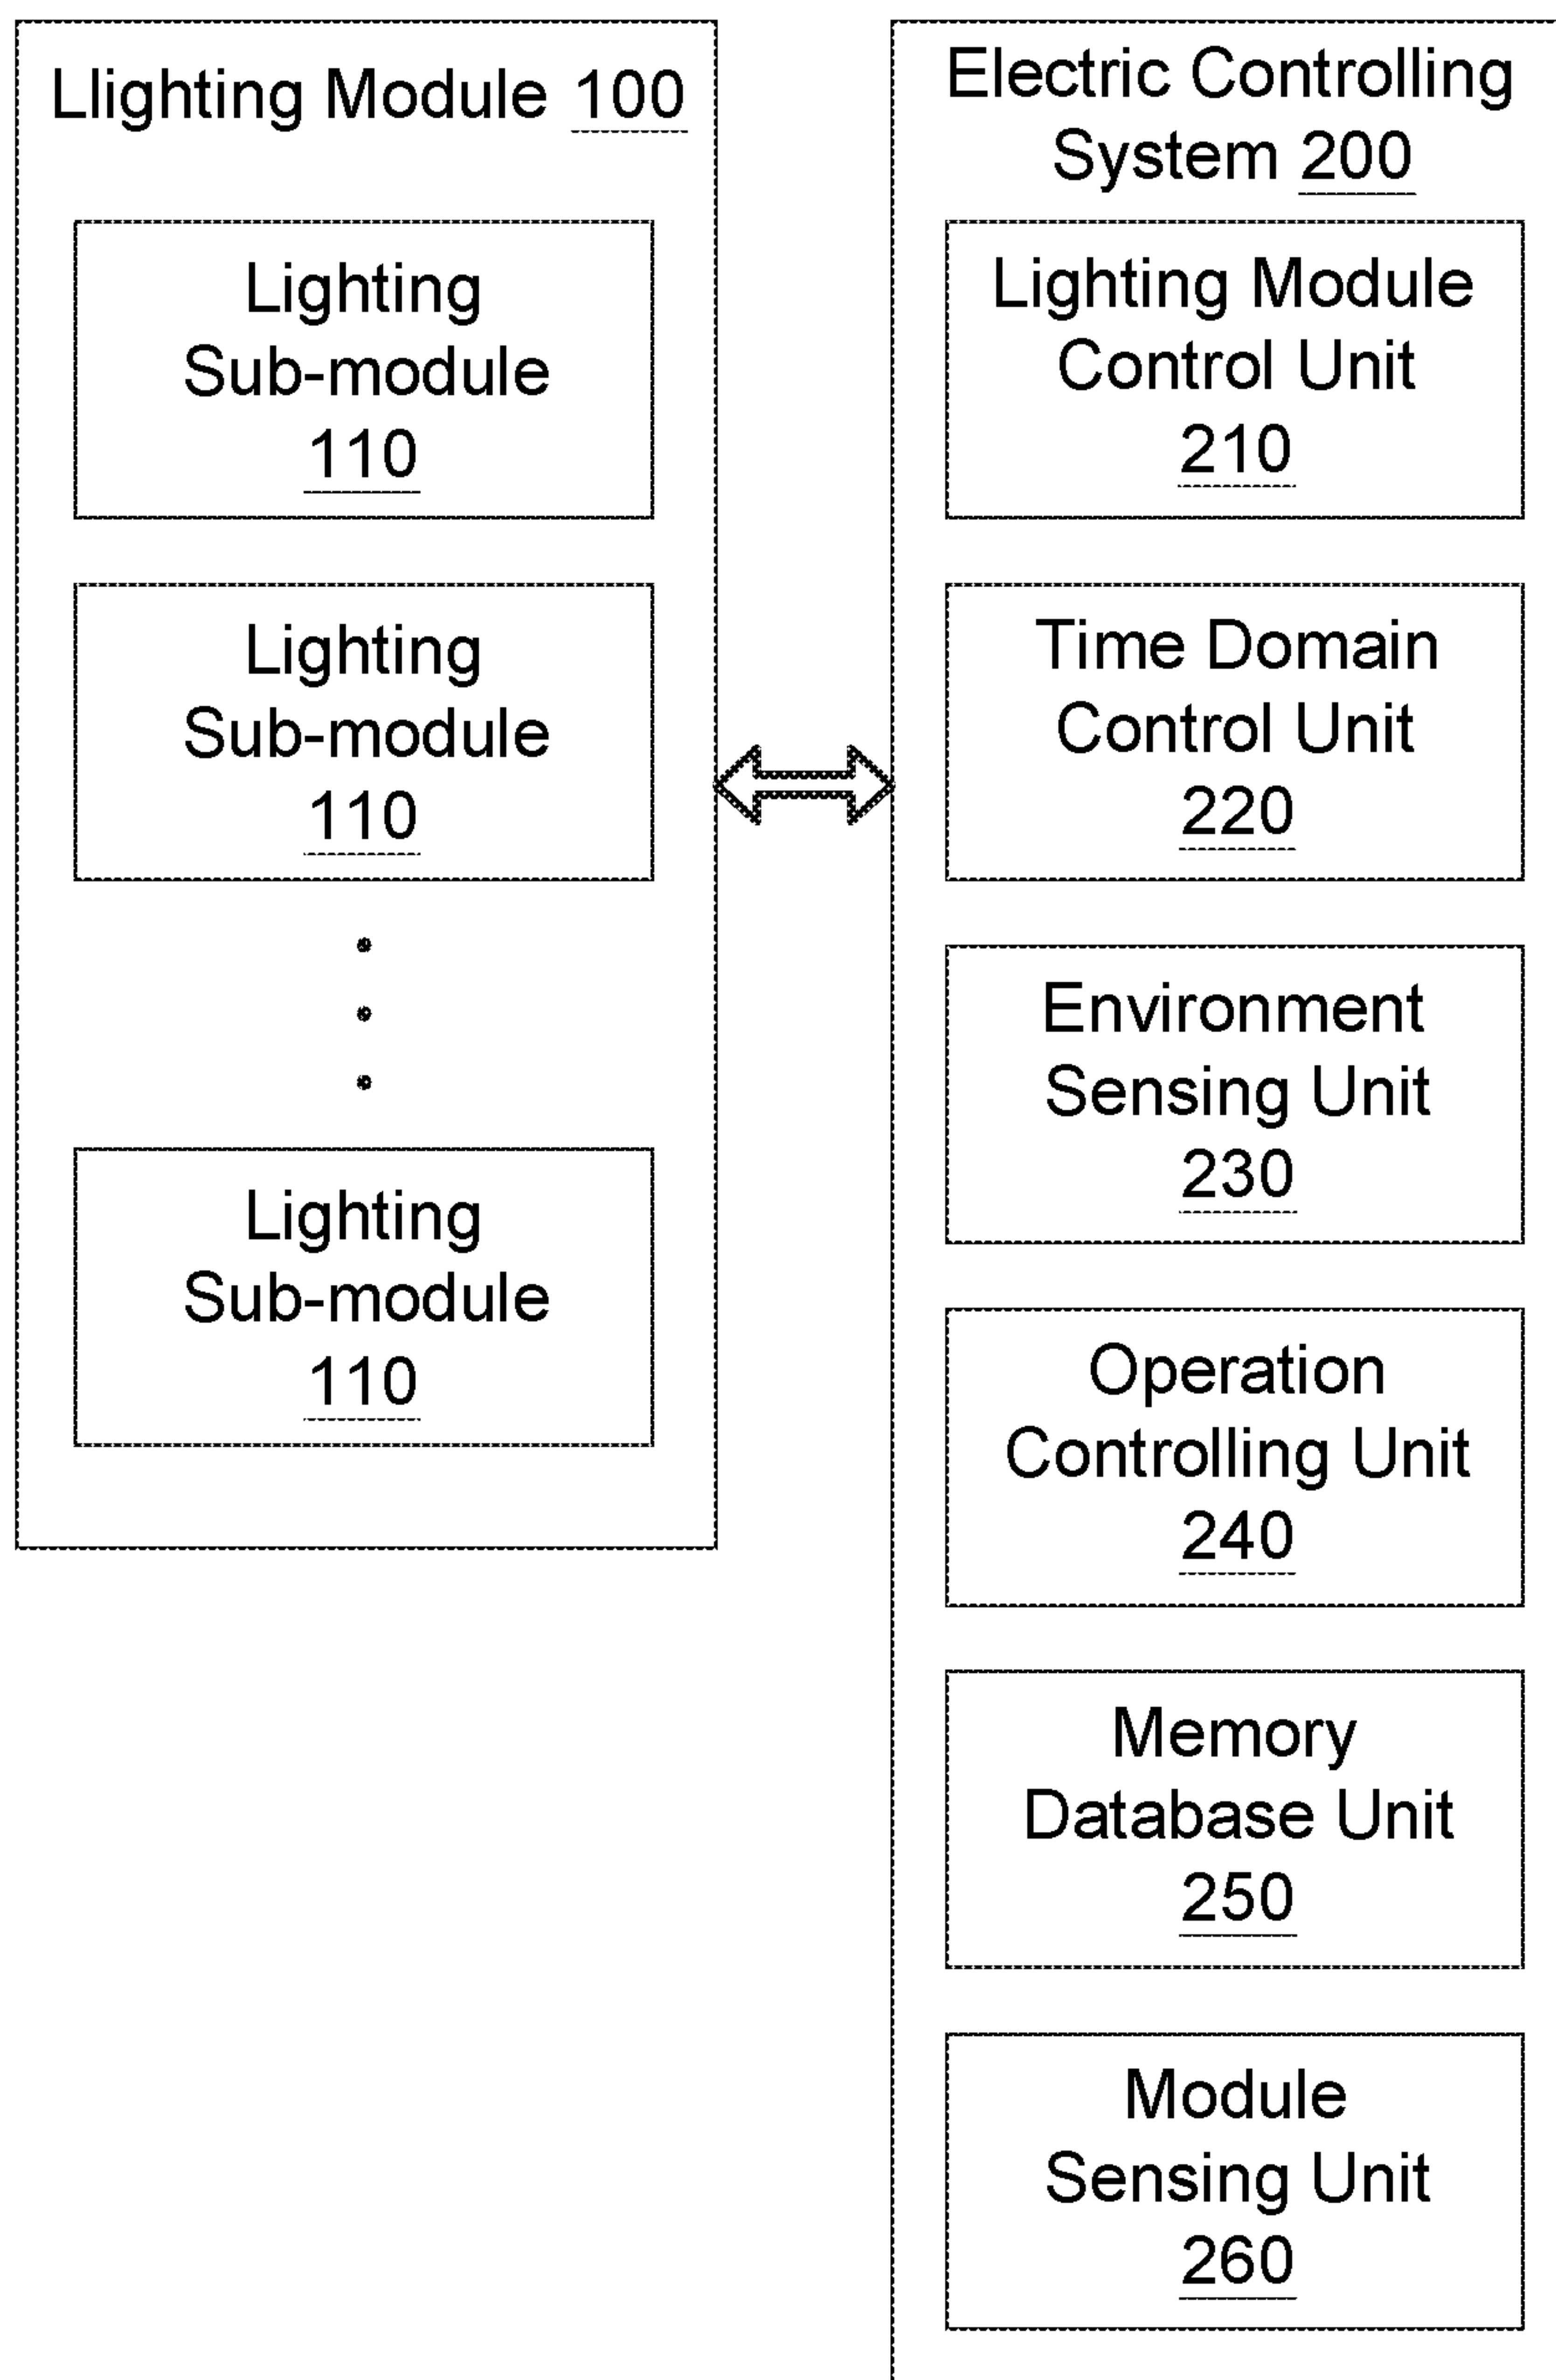 Llighting Module 100
Lighting
Sub-module
110
Lighting
Sub-module
110
Lighting
Sub-module
110
Electric Controlling
System 200
Lighting Module
Control Unit
210
Time Domain
Control Unit
220
Environment
Sensing Unit
230
Operation
Controlling Unit
240
Memory
Database Unit
250
Module
Sensing Unit
260